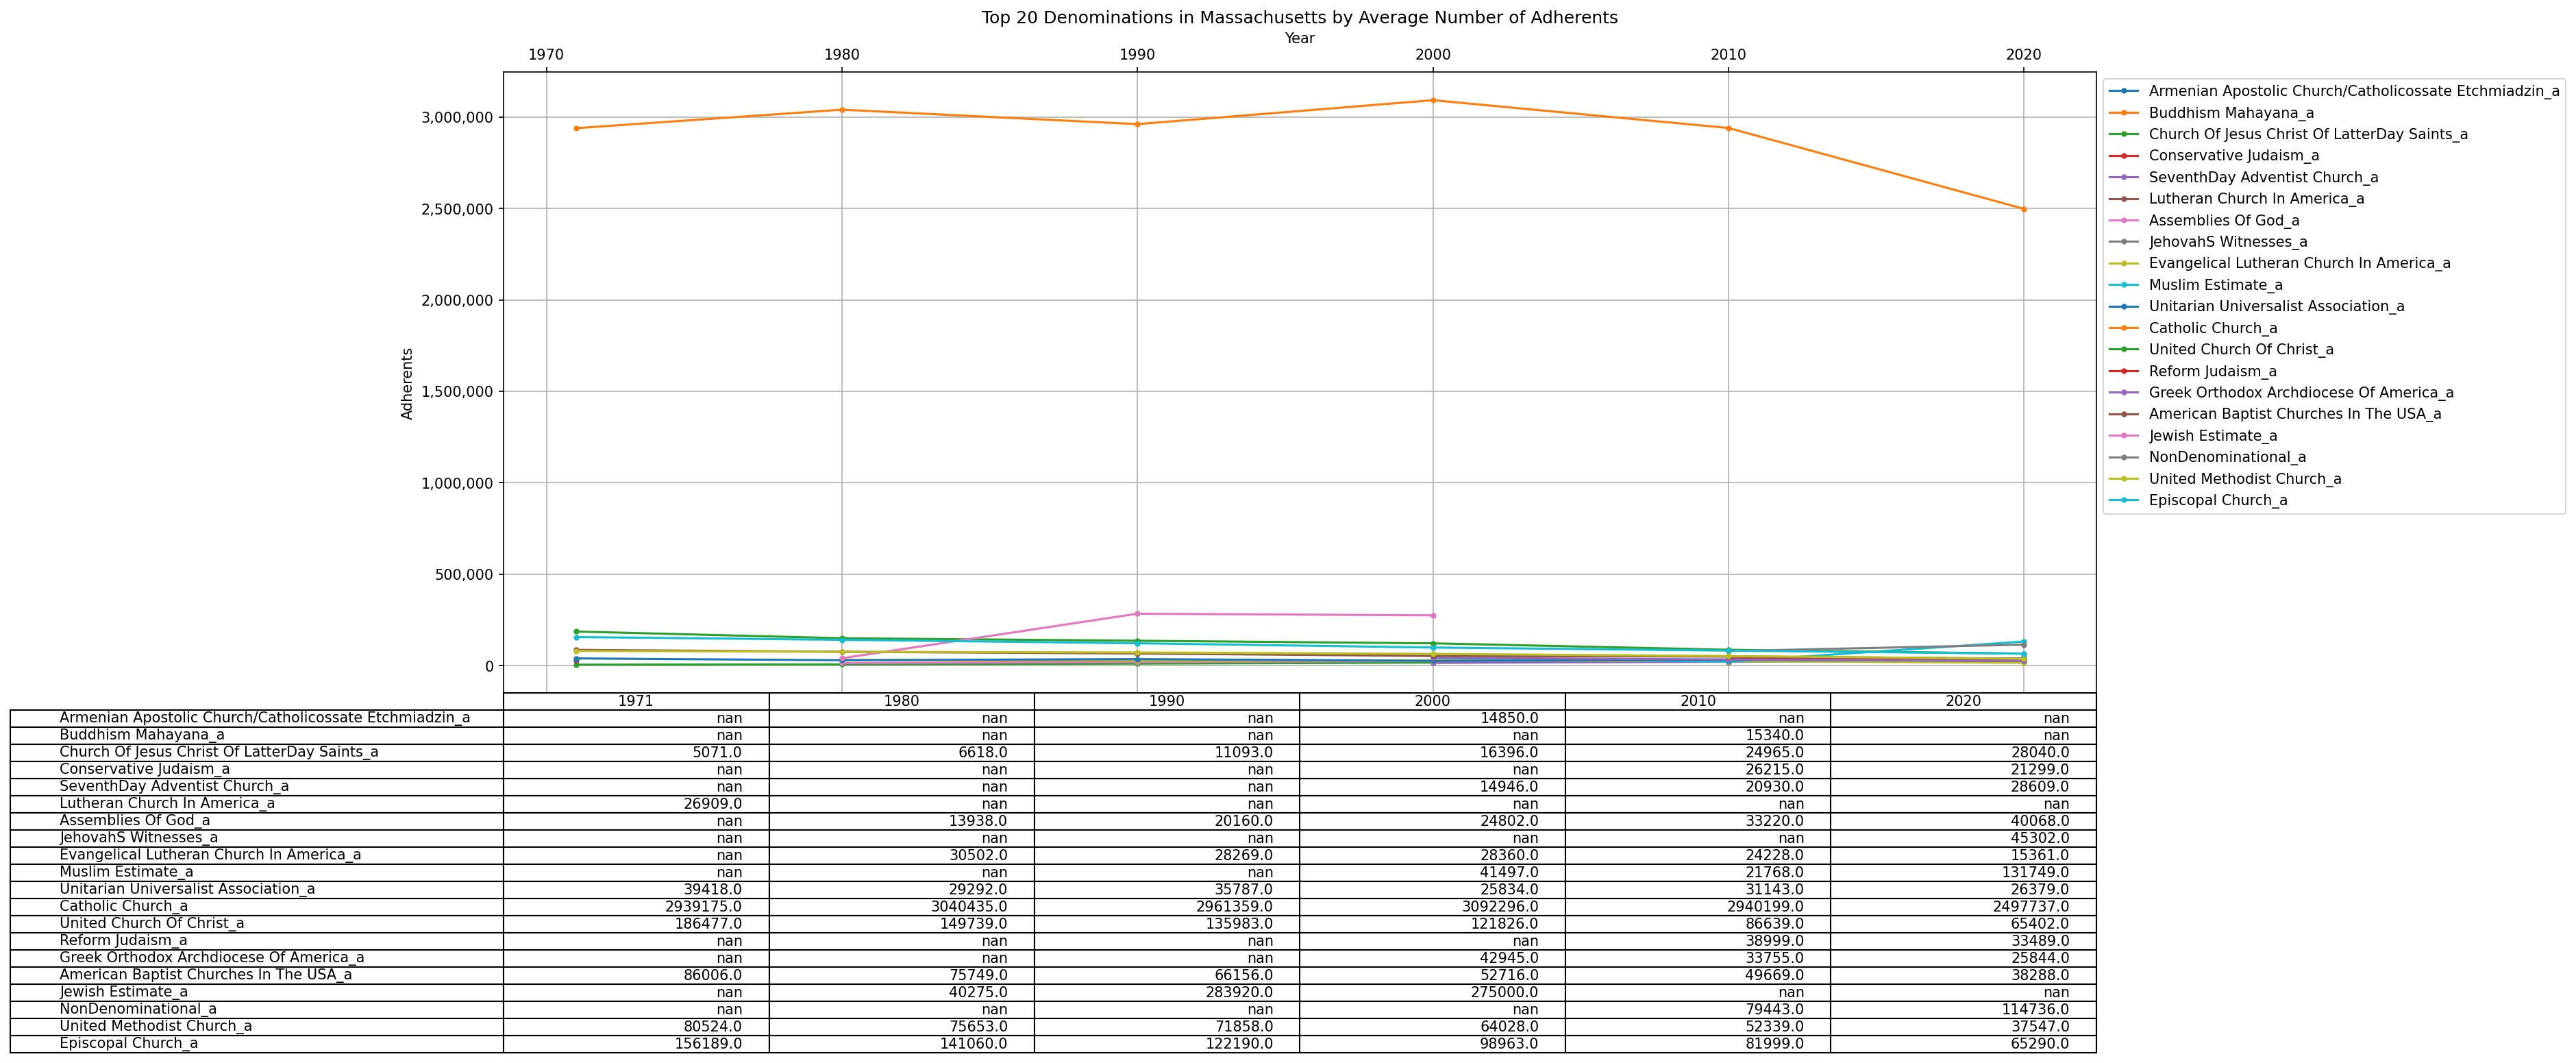 Top 20 Denominations in Massachusetts by Average Number of Adherents
Year
1970 1980 1990 2000 2010 2020
3,000,000
2,500,000
2,000,000
1,500,000
1,000,000
500,000
0
Adherents
Armenian Apostolic Church/Catholicossate Etchmiadzin_a
Buddhism Mahayana_a
Church Of Jesus Christ Of LatterDay Saints_a
Conservative Judaism_a
SeventhDay Adventist Church_a
Lutheran Church In America_a
Assemblies Of God_a
JehovahS Witnesses_a
Evangelical Lutheran Church In America_a
Muslim Estimate_a
Unitarian Universalist Association_a
Catholic Church_a
United Church Of Christ_a
Reform Judaism_a
Greek Orthodox Archdiocese Of America_a
American Baptist Churches In The USA_a
Jewish Estimate_a
NonDenominational_a
United Methodist Church_a
Episcopal Church_a
1971 1980 1990 2000 2010 2020
Armenian Apostolic Church/Catholicossate Etchmiadzin_a nan nan nan 14850.0 nan nan
Buddhism Mahayana_a nan nan nan nan 15340.0 nan
Church Of Jesus Christ Of LatterDay Saints_a 5071.0 6618.0 11093.0 16396.0 24965.0 28040.0
Conservative Judaism_a nan nan nan nan 26215.0 21299.0
SeventhDay Adventist Church_a nan nan nan 14946.0 20930.0 28609.0
Lutheran Church In America_a 26909.0 nan nan nan nan nan
Assemblies Of God_a nan 13938.0 20160.0 24802.0 33220.0 40068.0
JehovahS Witnesses_a nan nan nan nan nan 45302.0
Evangelical Lutheran Church In America_a nan 30502.0 28269.0 28360.0 24228.0 15361.0
Muslim Estimate_a nan nan nan 41497.0 21768.0 131749.0
Unitarian Universalist Association_a 39418.0 29292.0 35787.0 25834.0 31143.0 26379.0
Catholic Church_a 2939175.0 3040435.0 2961359.0 3092296.0 2940199.0 2497737.0
United Church Of Christ_a 186477.0 149739.0 135983.0 121826.0 86639.0 65402.0
Reform Judaism_a nan nan nan nan 38999.0 33489.0
Greek Orthodox Archdiocese Of America_a nan nan nan 42945.0 33755.0 25844.0
American Baptist Churches In The USA_a 86006.0 75749.0 66156.0 52716.0 49669.0 38288.0
Jewish Estimate_a nan 40275.0 283920.0 275000.0 nan nan
NonDenominational_a nan nan nan nan 79443.0 114736.0
United Methodist Church_a 80524.0 75653.0 71858.0 64028.0 52339.0 37547.0
Episcopal Church_a 156189.0 141060.0 122190.0 98963.0 81999.0 65290.0